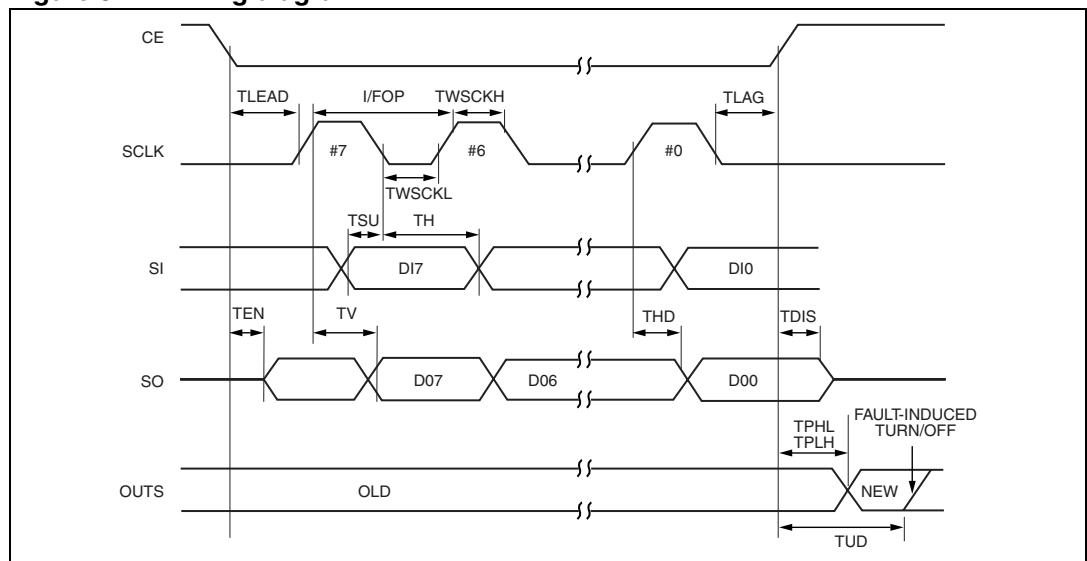 CE
TLEAD
I/FOP
TWSCKH
TLAG
SCLK
#7
#6
#0
TWSCKL
TSU
TH
SI
DI7
DI0
TEN
TV
THD
TDIS
SO
D07
D06
D00
TPHL
TPLH
FAULT-INDUCED
TURN/OFF
OUTS
OLD
NEW
TUD